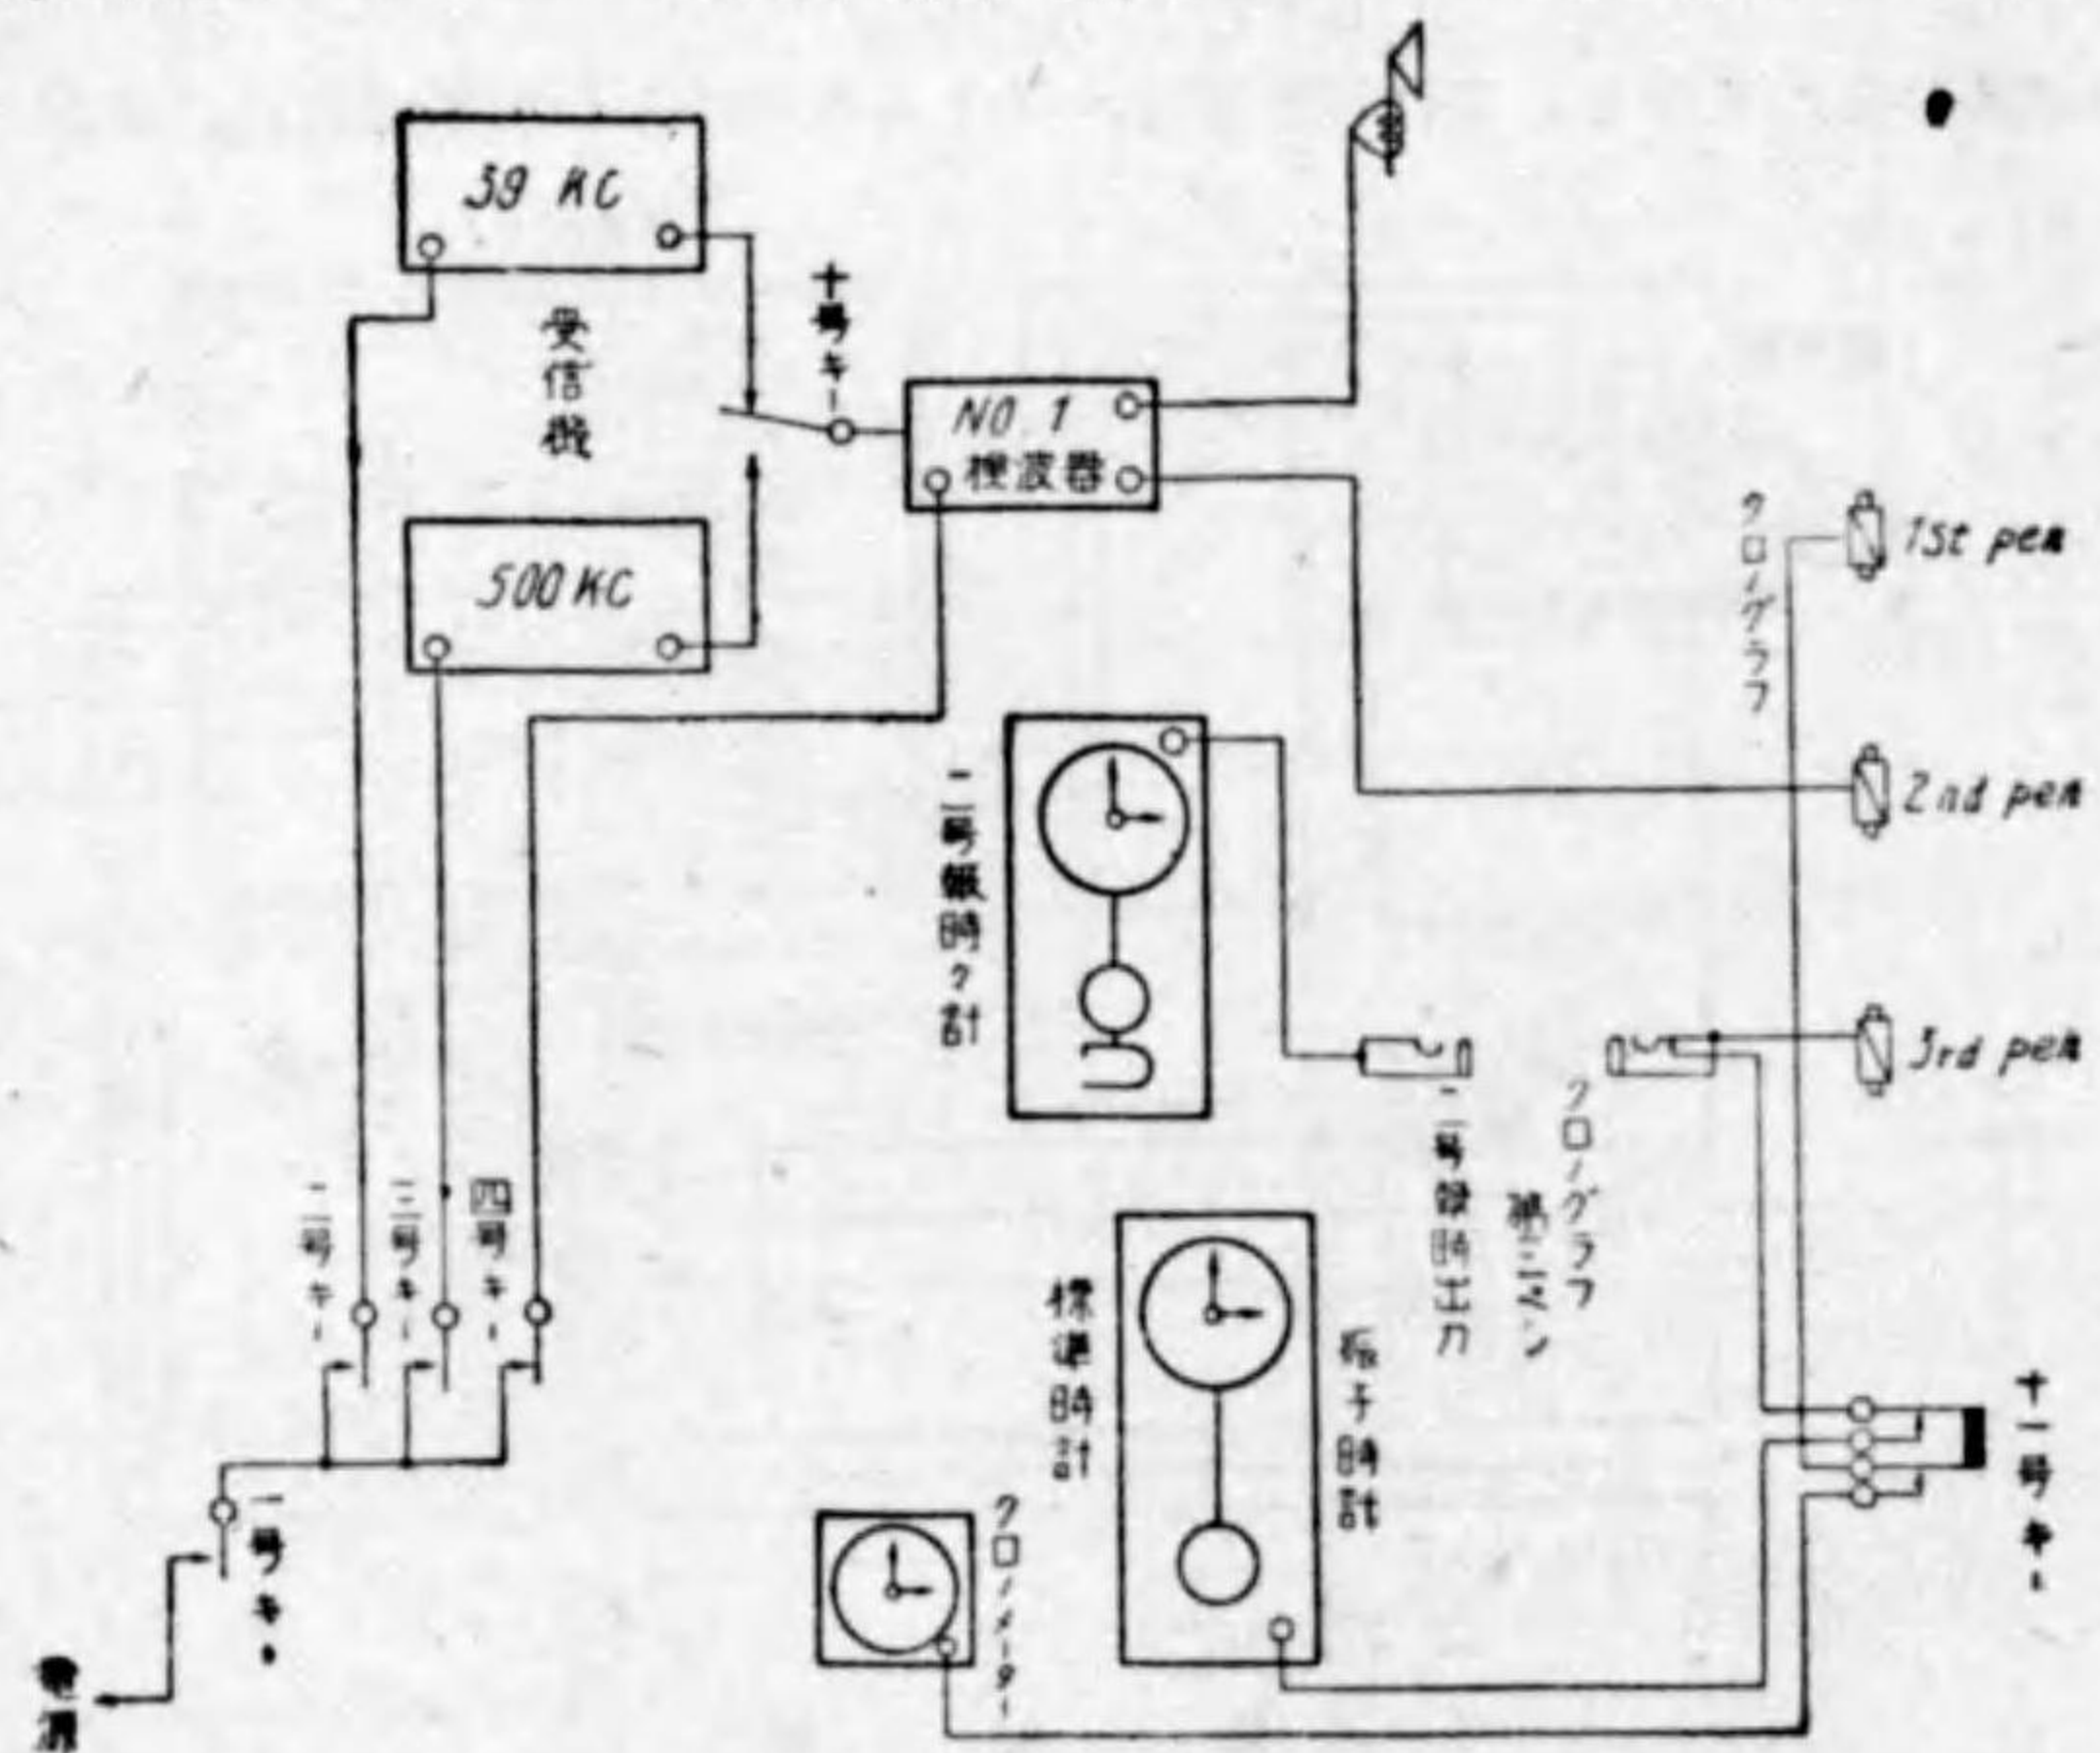 39 KC
受信機
500 KC
十号キー
NO. 1
検波器
クロノグラフ
1st pen
2nd pen
3rd pen
二号報時々計
二号報時出力
クロノグラフ
第三ペン
二号キー
三号キー
四号キー
一号キー
電源
標準時計
振子時計
クロノメーター
十一号キー